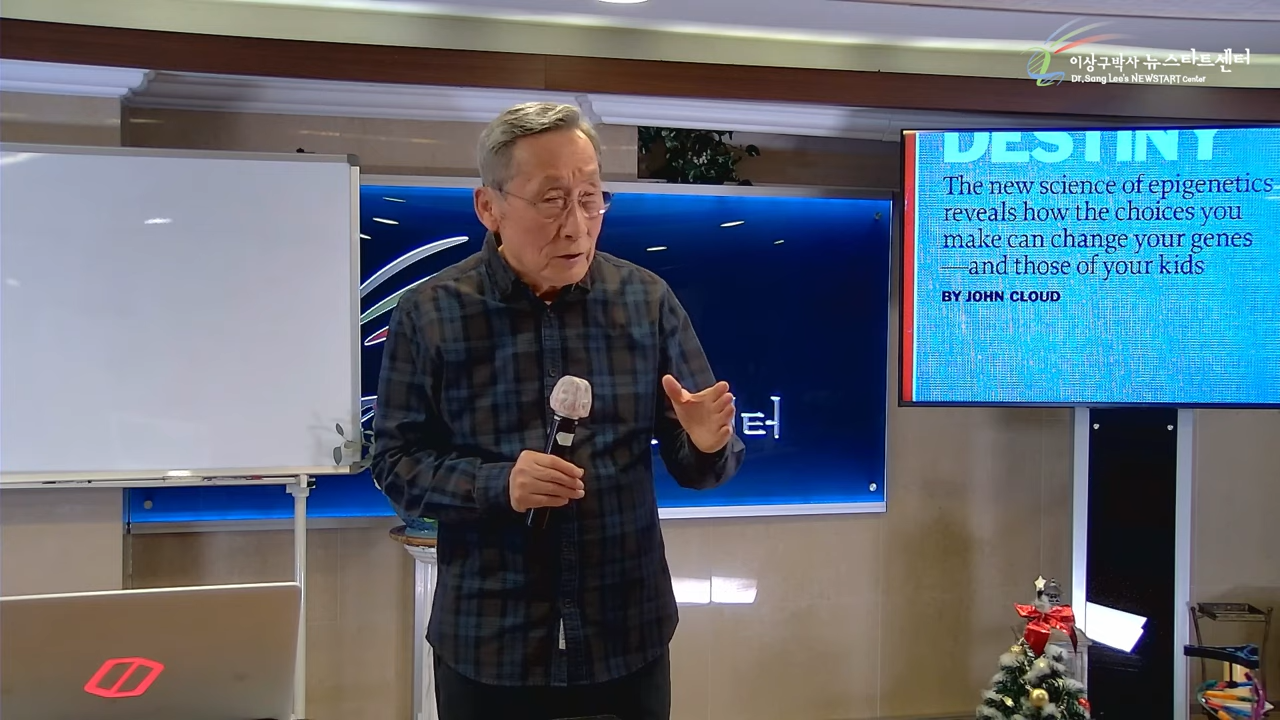 이상구박사 뉴스타트센터
Dr. Sang Lee's NEWSTART Center
DESTINY
The new science of epigenetics
reveals how the choices you
make can change your genes
—and those of your kids
BY JOHN CLOUD
터